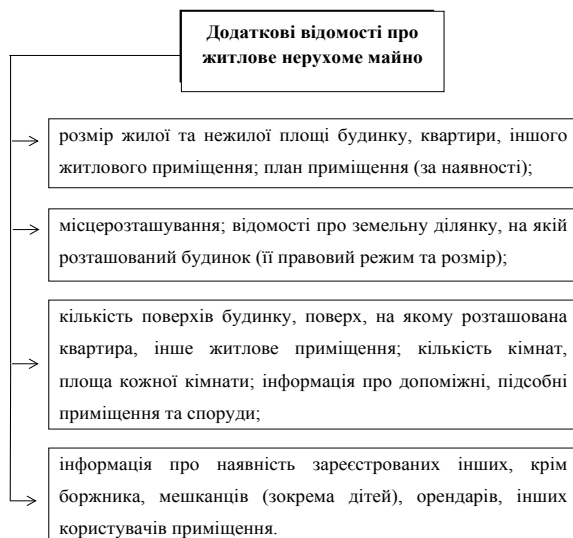 Додаткові відомості про
житлове нерухоме майно
розмір жилої та нежилої площі будинку, квартири, іншого
житлового приміщення; план приміщення (за наявності);
місцерозташування; відомості про земельну ділянку, на якій
розташований будинок (її правовий режим та розмір);
кількість поверхів будинку, поверх, на якому розташована
квартира, інше житлове приміщення; кількість кімнат,
площа кожної кімнати; інформація про допоміжні, підсобні
приміщення та споруди;
інформація про наявність зареєстрованих інших, крім
боржника, мешканців (зокрема дітей), орендарів, інших
користувачів приміщення.